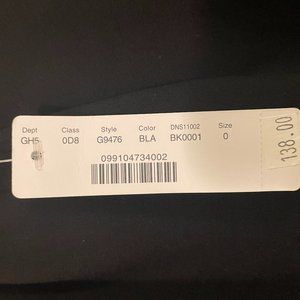 Dept Class Style Color DNS11002 Size
GH5 0D8 G9476 BLA BK0001 0
099104734002
138.00